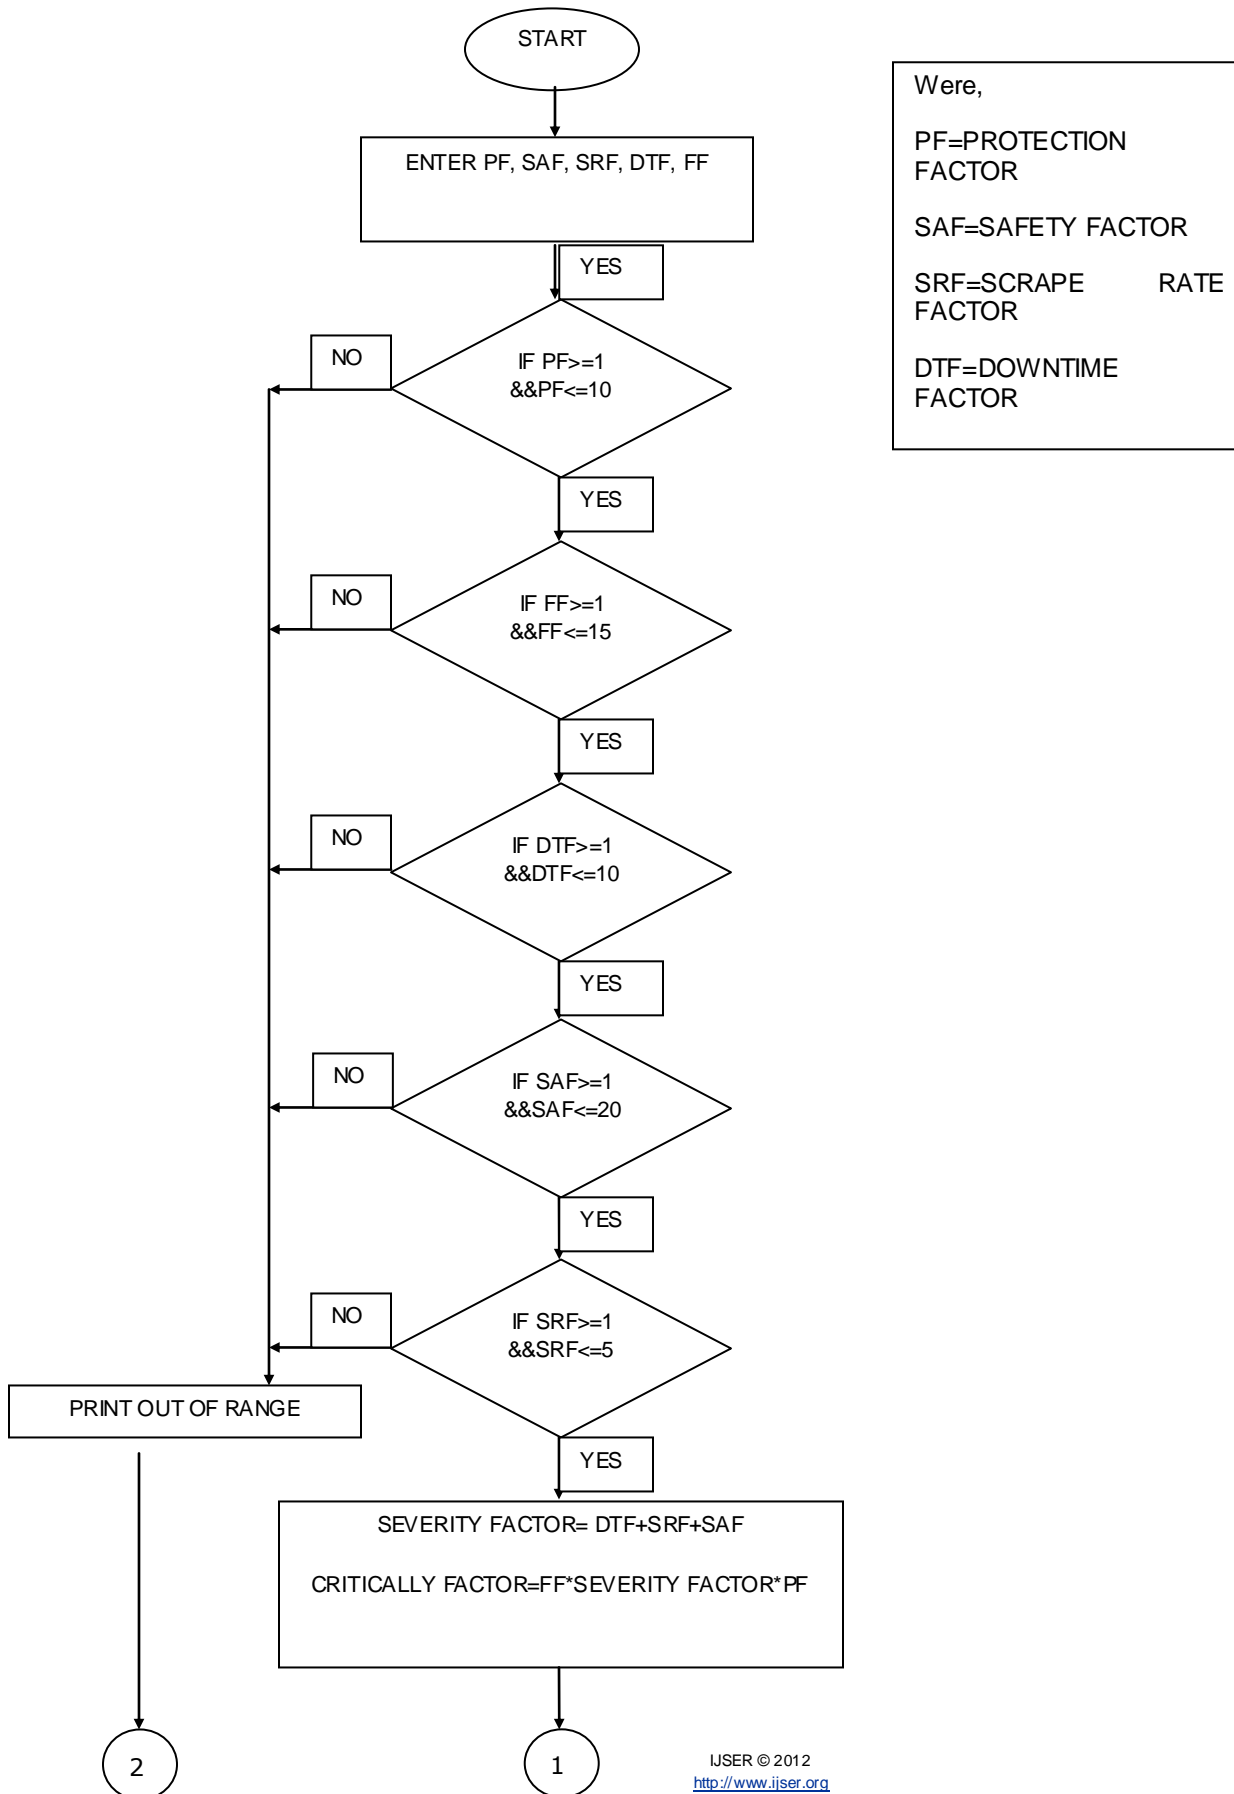 START
ENTER PF, SAF, SRF, DTF, FF
Were,
PF=PROTECTION
FACTOR
SAF=SAFETY FACTOR
SRF=SCRAPE RATE
FACTOR
DTF=DOWNTIME
FACTOR
YES
NO
IF PF>=1
&&PF<=10
YES
NO
IF FF>=1
&&FF<=15
YES
NO
IF DTF>=1
&&DTF<=10
YES
NO
IF SAF>=1
&&SAF<=20
YES
NO
IF SRF>=1
&&SRF<=5
PRINT OUT OF RANGE
YES
SEVERITY FACTOR= DTF+SRF+SAF
CRITICALLY FACTOR=FF*SEVERITY FACTOR*PF
2
1
IJSER © 2012
http://www.ijser.org